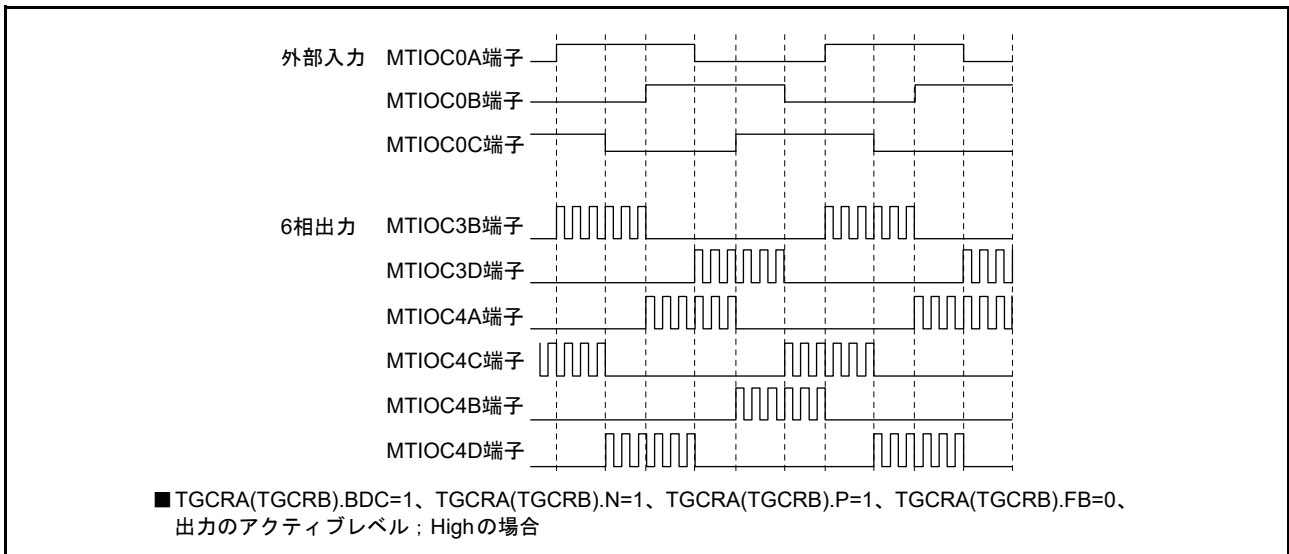 外部入力 MTIOC0A端子
MTIOC0B端子
MTIOC0C端子
6相出力 MTIOC3B端子
MTIOC3D端子
MTIOC4A端子
MTIOC4C端子
MTIOC4B端子
MTIOC4D端子
■TGCRA(TGCRB).BDC=1、TGCRA(TGCRB).N=1、TGCRA(TGCRB).P=1、TGCRA(TGCRB).FB=0、
出力のアクティブレベル；Highの場合